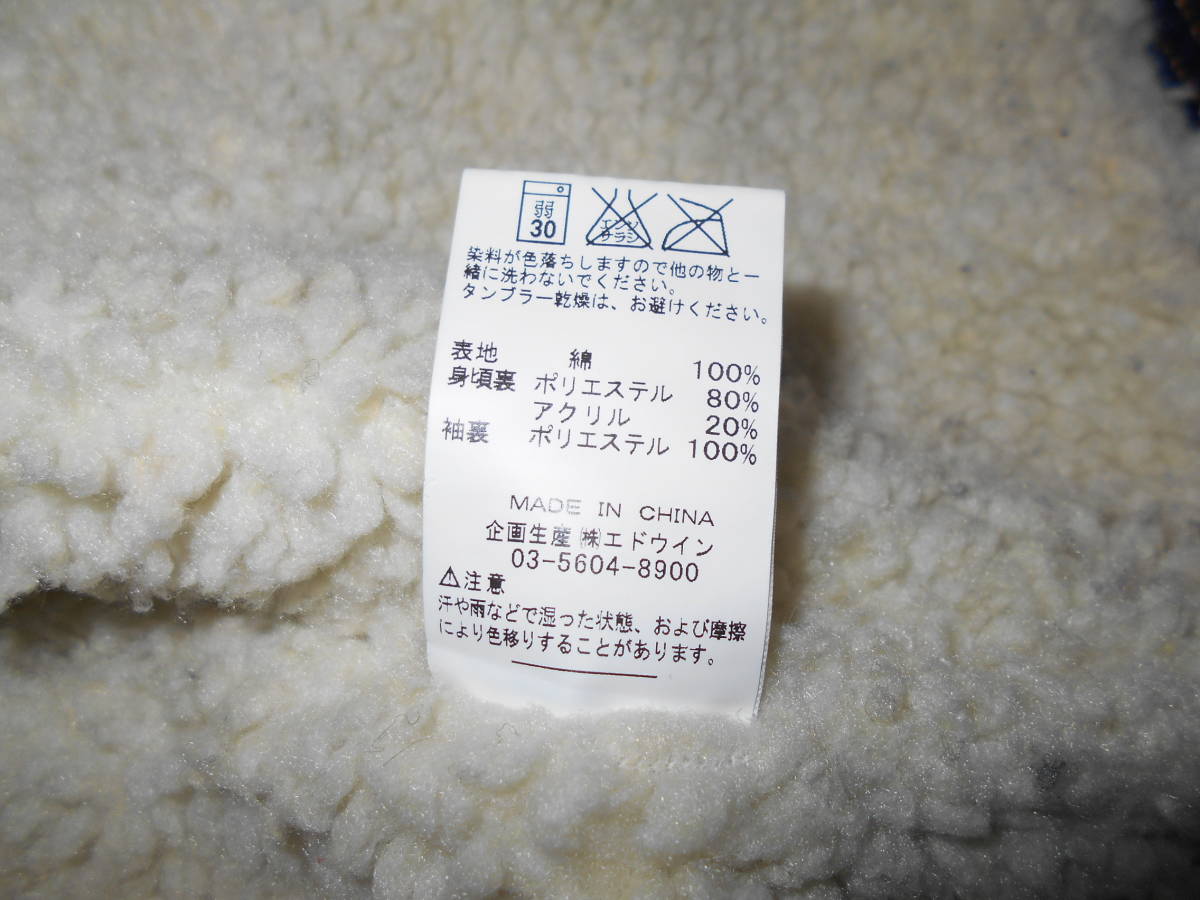 弱
30
エンソ
サラシ
染料が色落ちしますので他の物と一
緒に洗わないでください。
タンブラー乾燥は、お避けください。
表地 綿 100%
身頃裏 ポリエステル 80%
アクリル 20%
袖裏 ポリエステル 100%
MADE IN CHINA
企画生産㈱エドウイン
03-5604-8900
⚠注意
汗や雨などで湿った状態、および摩擦
により色移りすることがあります。